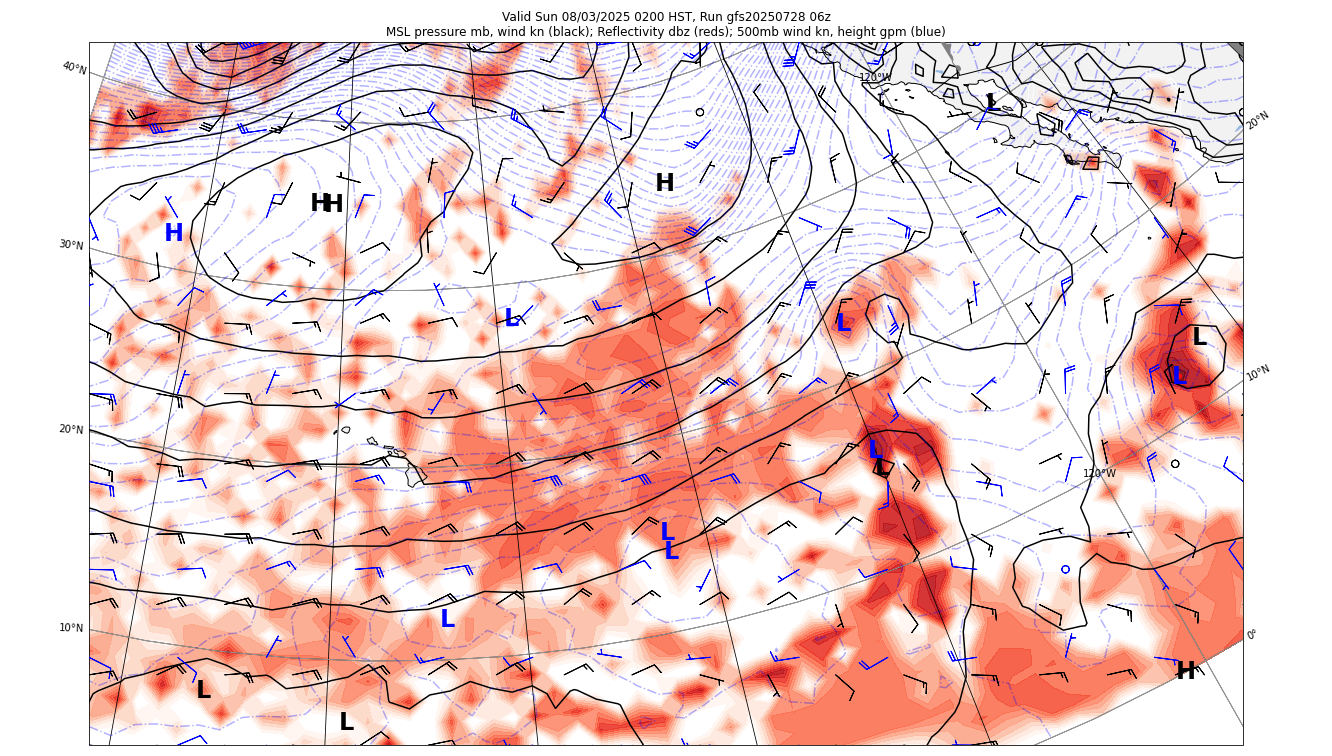 Valid Sun 08/03/2025 0200 HST, Run gfs20250728 06z
MSL pressure mb, wind kn (black); Reflectivity dbz (reds); 500mb wind kn, height gpm (blue)
40°N
120°W
L
L
20°N
H
H
H
H
30°N
L
L
L
L
10°N
20°N
L
L
120°W
L
L
L
10°N
0°
H
L
L